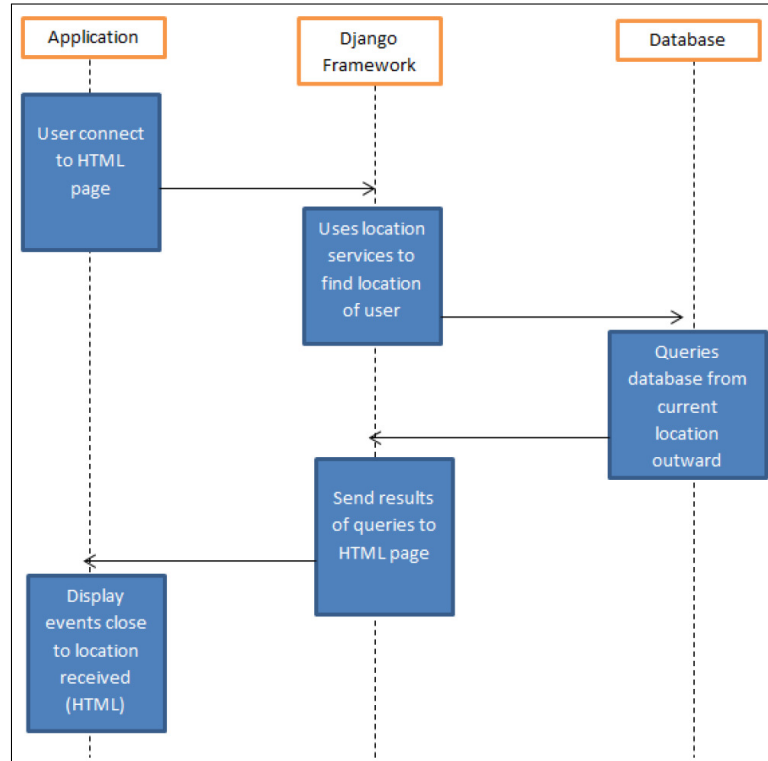 Application
Django
Framework
Database
User connect
to HTML
page
Uses location
services to
find location
of user
Queries
database from
current
location
outward
Send results
of queries to
HTML page
Display
events close
to location
received
(HTML)